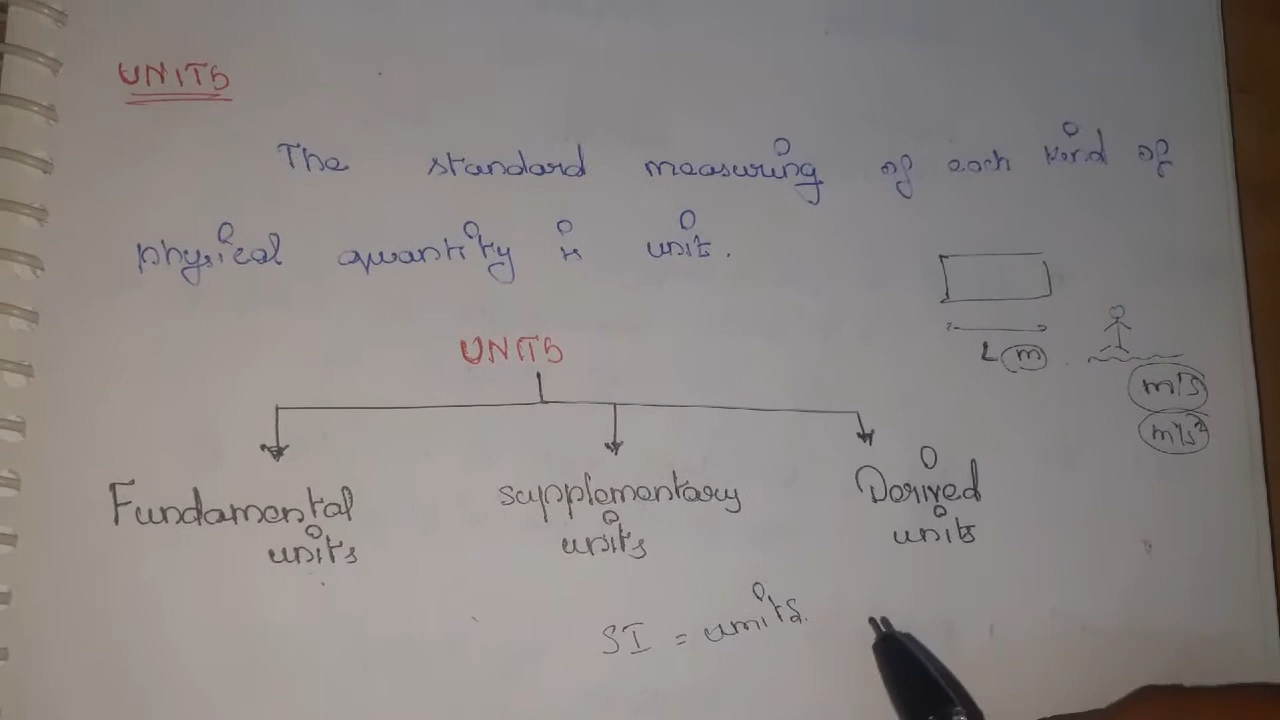 UNITS
The standard measuring of each kind of
physical quantity is unit.
UNITS
L m
m/s
m/s²
Fundamental units
supplementary units
Derived units
SI = units.